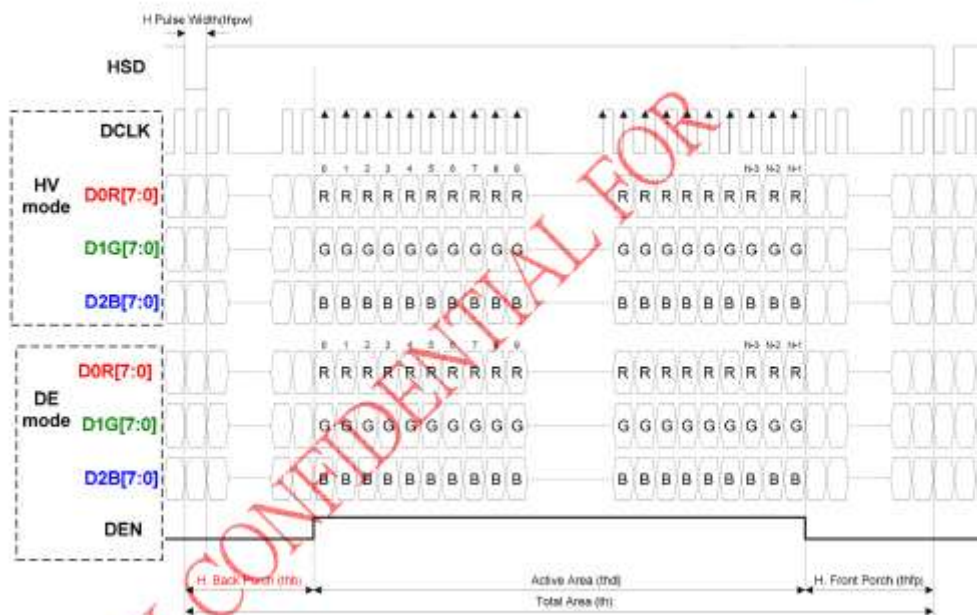 H Pulse Width(thpw)
HSD
DCLK
HV mode
0 1 2 3 4 5 6 7 8 9 N-3 N-2 N-1
D0R[7:0] R R R R R R R R R R R R R R R R R R R
D1G[7:0] G G G G G G G G G G G G G G G G G G G
D2B[7:0] B B B B B B B B B B B B B B B B B B B
DE mode
0 1 2 3 4 5 6 7 8 9 N-3 N-2 N-1
D0R[7:0] R R R R R R R R R R R R R R R R R R R
D1G[7:0] G G G G G G G G G G G G G G G G G G G
D2B[7:0] B B B B B B B B B B B B B B B B B B B
DEN
H. Back Porch (thb) Active Area (thd) H. Front Porch (thfp)
Total Area (th)
CONFIDENTIAL FOR